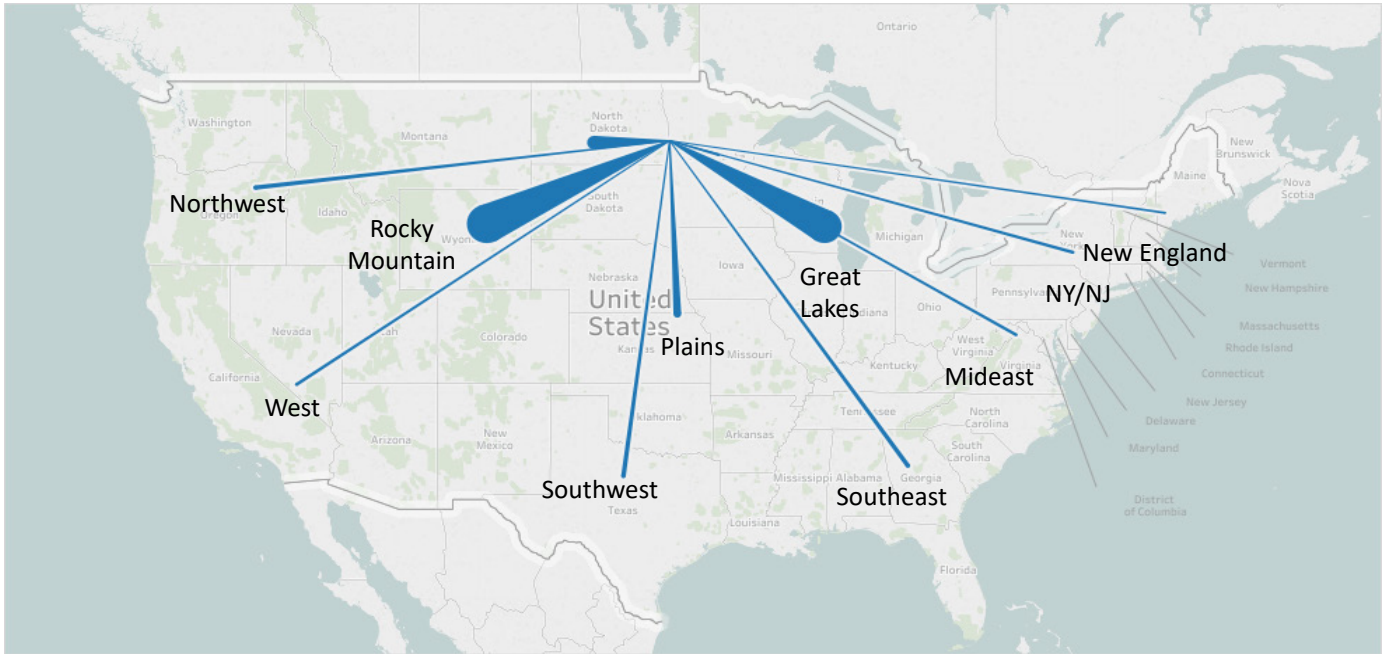 Ontario
North
Dakota
Washington
Montana
New
Brunswick
Maine
Nova
Scotia
Northwest
Oregon
Idaho
South
Dakota
Rocky
Mountain
Wyo
Michigan
New
York
New England
Vermont
Great
Lakes
Iowa
Nebraska
United
States
Pennsylvania
NY/NJ
New Hampshire
Nevada
Utah
Colorado
Kansas
Plains
Missouri
Indiana
Ohio
West
Virginia
Virginia
Massachusetts
Rhode Island
Connecticut
California
West
Kentucky
Mideast
New Jersey
Delaware
Maryland
Arizona
New
Mexico
Oklahoma
Arkansas
Tennessee
North
Carolina
South
Carolina
Southwest
Texas
Mississippi
Alabama
Georgia
Southeast
Louisiana
District
of Columbia
Florida